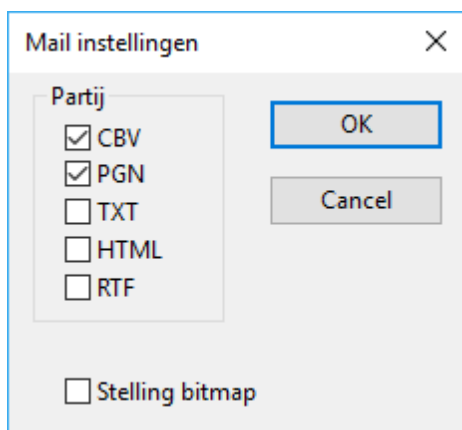 Mail instellingen
Partij
CBV
PGN
TXT
HTML
RTF
OK
Cancel
Stelling bitmap